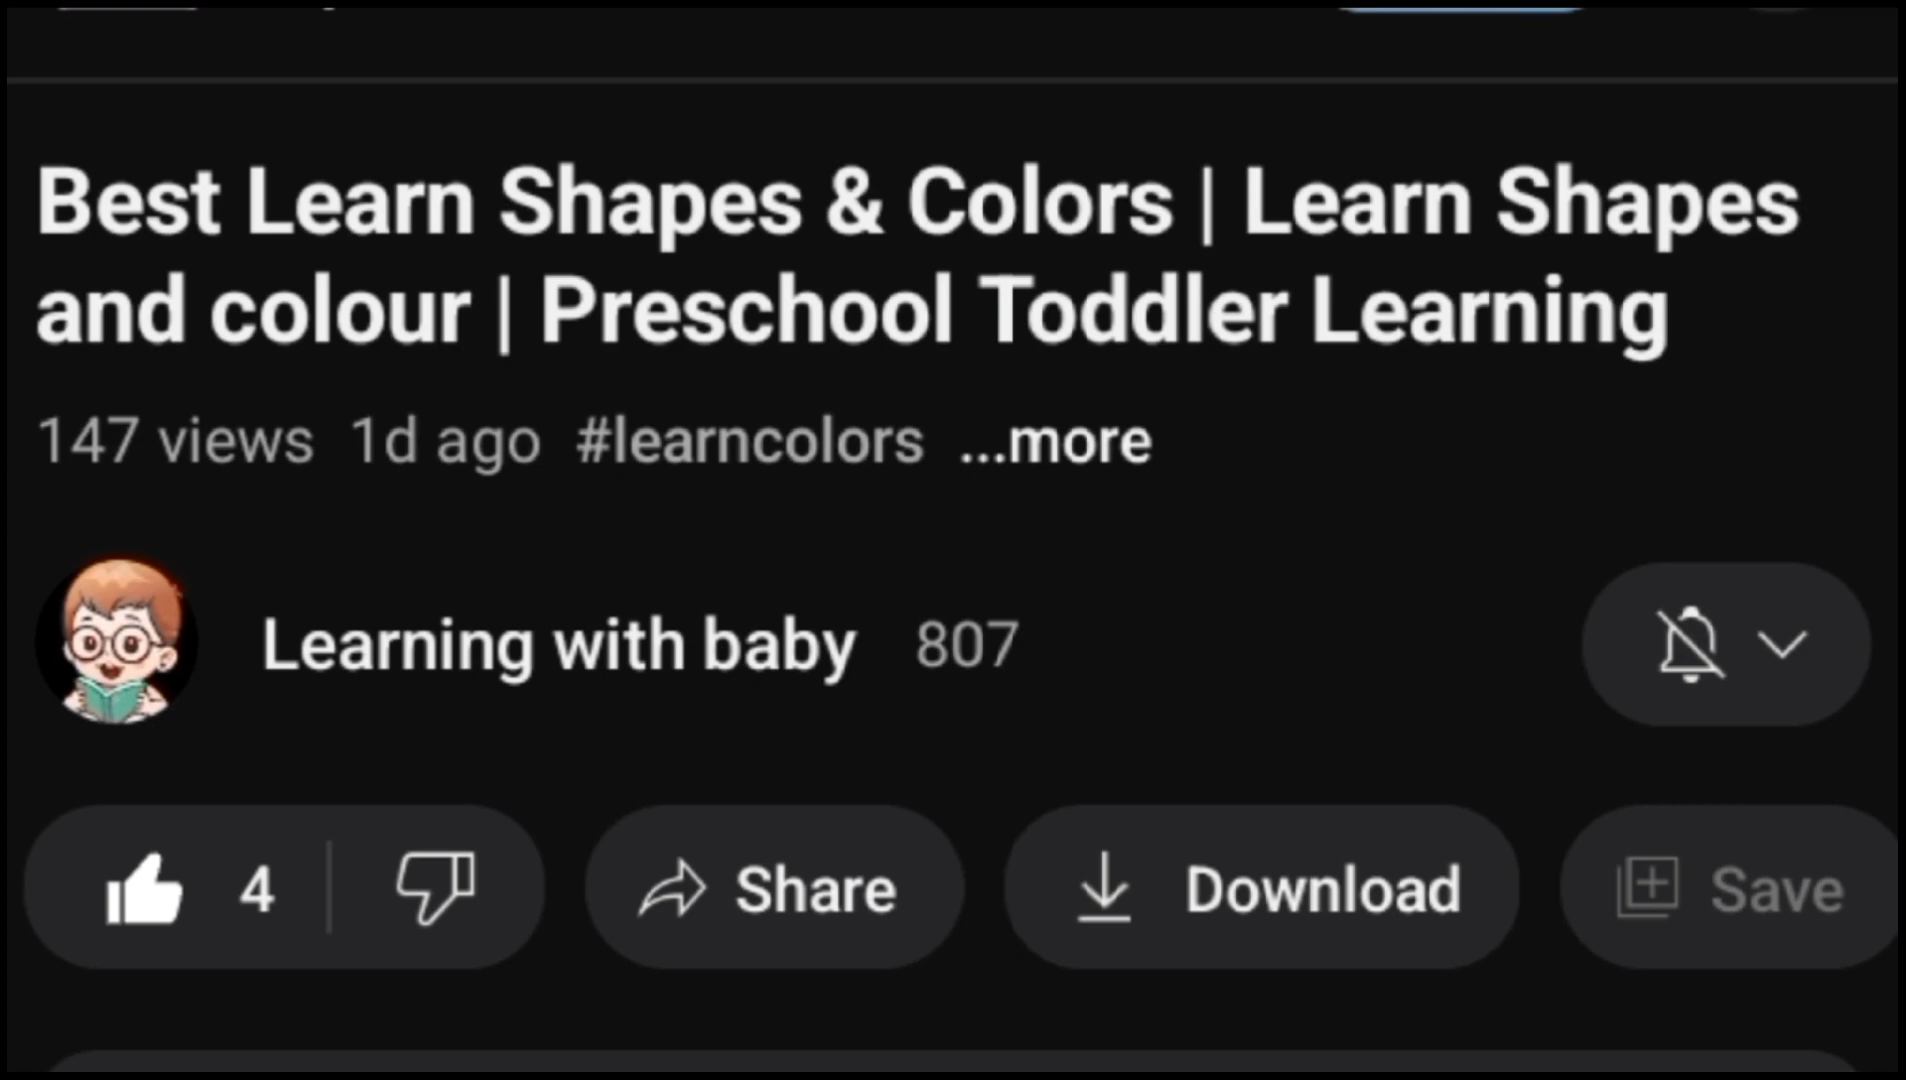 Best Learn Shapes & Colors | Learn Shapes
and colour | Preschool Toddler Learning
147 views 1d ago #learncolors ...more
Learning with baby 807
4 Share Download Save